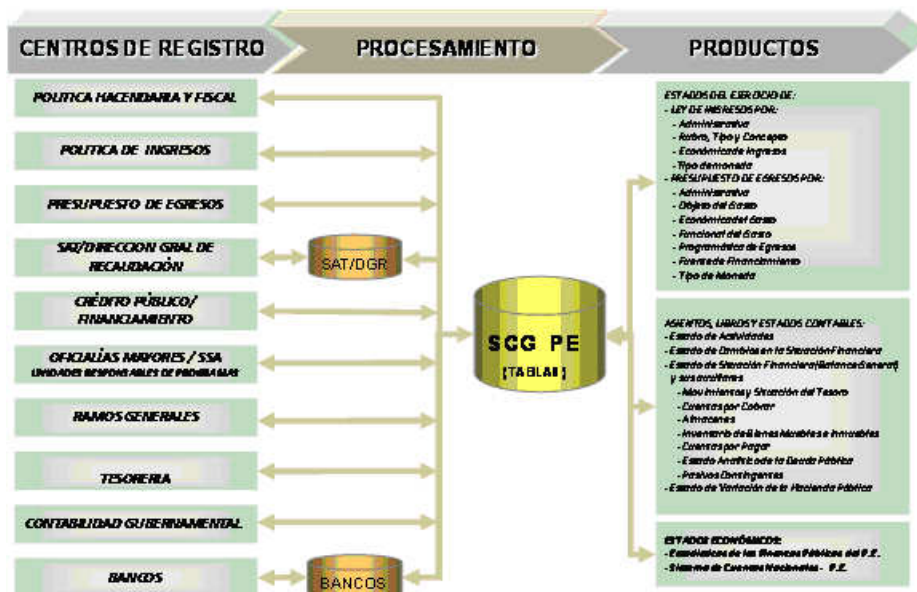 CENTROS DE REGISTRO
PROCESAMIENTO
PRODUCTOS
POLITICA HACENDARIA Y FISCAL
POLITICA DE INGRESOS
PRESUPUESTO DE EGRESOS
SAT/DIRECCION GRAL DE
RECAUDACIÓN
CRÉDITO PÚBLICO/
FINANCIAMIENTO
OFICIALÍAS MAYORES / SSA
UNIDADES RESPONSABLES DE PROGRAMAS
RAMOS GENERALES
TESORERIA
CONTABILIDAD GUBERNAMENTAL
BANCOS
SAT/DGR
BANCOS
SCG PE
(TABLAS)
ESTADOS DEL EJERCICIO DE:
- LEY DE INGRESOS POR:
- Administrativa
- Rubro, Tipo y Concepto
- Económica de Ingresos
- Tipo de moneda
- PRESUPUESTO DE EGRESOS POR:
- Administrativa
- Objeto del Gasto
- Económica del Gasto
- Funcional del Gasto
- Programática de Egresos
- Fuente de Financiamiento
- Tipo de Moneda
ASIENTOS, LIBROS Y ESTADOS CONTABLES:
- Estado de Actividades
- Estado de Cambios en la Situación Financiera
- Estado de Situación Financiera (Balance General)
y sus auxiliares
- Movimientos y Situación del Tesoro
- Cuentas por Cobrar
- Almacenes
- Inventario de Bienes Muebles e Inmuebles
- Cuentas por Pagar
- Estado Analítico de la Deuda Pública
- Pasivos Contingentes
- Estado de Variación de la Hacienda Pública
ESTADOS ECONÓMICOS:
- Estadísticas de las Finanzas Públicas del P.E.
- Sistema de Cuentas Nacionales - P.E.